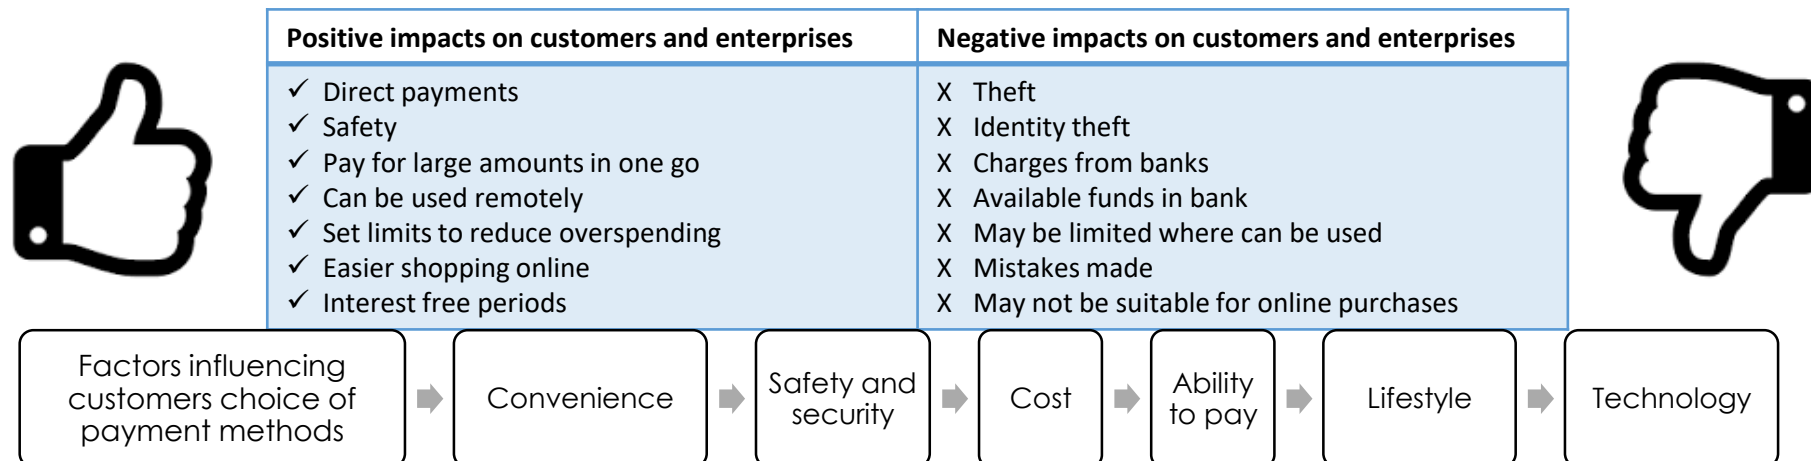 Positive impacts on customers and enterprises
Negative impacts on customers and enterprises
✓ Direct payments
✓ Safety
✓ Pay for large amounts in one go
✓ Can be used remotely
✓ Set limits to reduce overspending
✓ Easier shopping online
✓ Interest free periods
X Theft
X Identity theft
X Charges from banks
X Available funds in bank
X May be limited where can be used
X Mistakes made
X May not be suitable for online purchases
Factors influencing
customers choice of
payment methods
Convenience
Safety and
security
Cost
Ability
to pay
Lifestyle
Technology